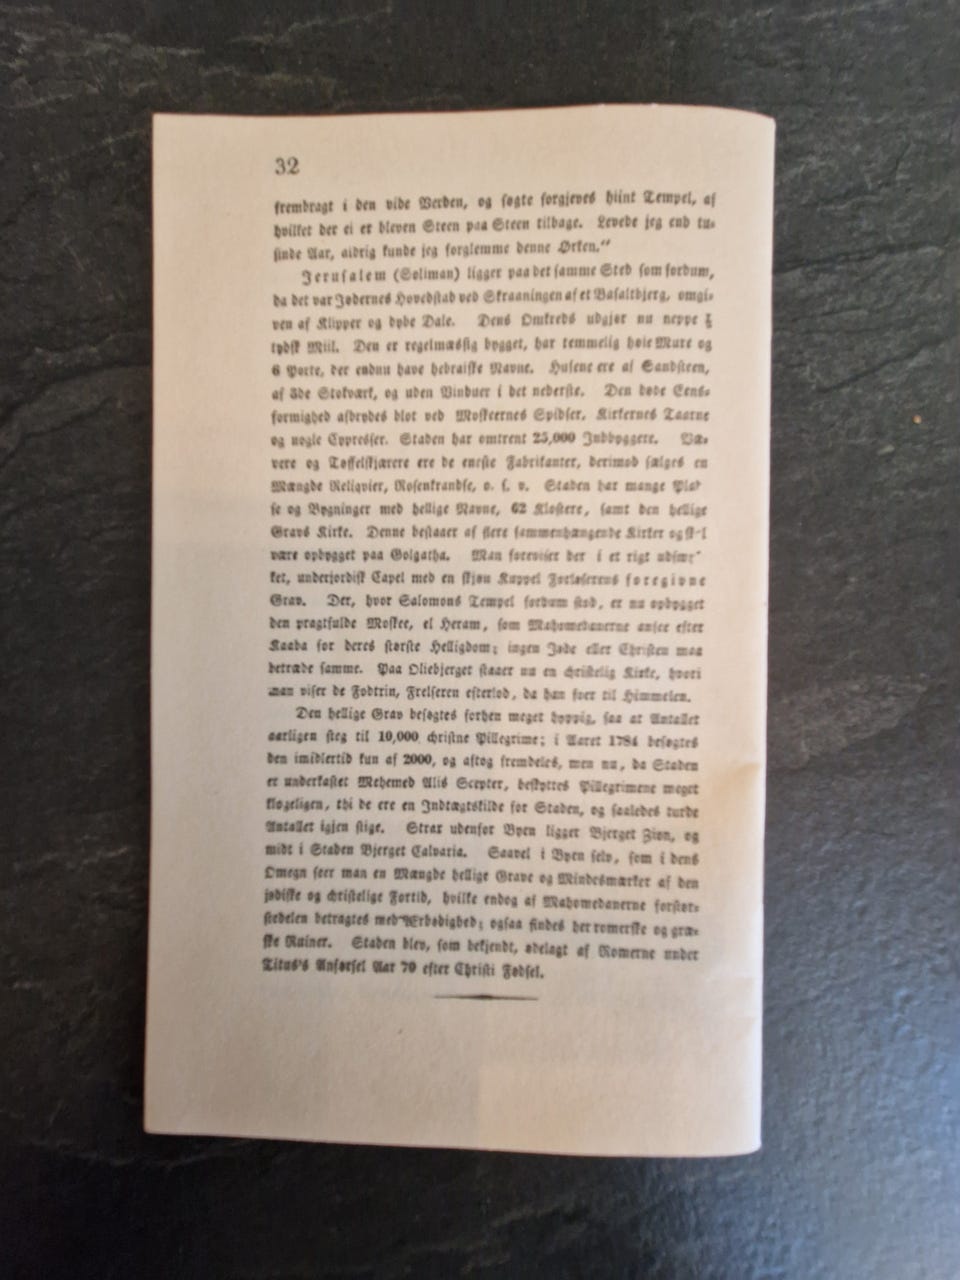 32
frembragt i den vide Verden, og søgte forgjeves hiint Tempel, af
hvilket der ei er bleven Steen paa Steen tilbage. Levede jeg end tu-
sinde Aar, aldrig kunde jeg forglemme denne Ørken.“
Jerusalem (Soliman) ligger paa det samme Sted som fordum,
da det var Jødernes Hovedstad ved Skraaningen af et Basaltbjerg, omgi-
ven af Klipper og dybe Dale. Dens Omkreds udgjør nu neppe
tydsk Miil. Den er regelmæssig bygget, har temmelig høie Mure og
6 Porte, der endnu have hebraiske Navne. Husene ere af Sandsteen,
af 3de Stokværk, og uden Vinduer i det nederste. Den døde Eens-
formighed afbrydes blot ved Moskeernes Spidser, Kirkernes Taarne
og nogle Cypresser. Staden har omtrent 25,000 Indbyggere. Væ-
vere og Tøffelskjærere ere de eneste Fabrikanter, derimod sælges en
Mængde Reliqvier, Rosenkrandse, o. s. v. Staden har mange
se og Bygninger med hellige Navne, 62 Klostere, samt den hellige
Gravs Kirke. Denne bestaaer af flere sammenhængende Kirker og
være opbygget paa Golgatha. Man foreviser der i et rigt
ket, underjordisk Capel med en skjøn Kuppel Forløserens foregivne
Grav. Der, hvor Salomons Tempel fordum stod, er nu opbygget
den pragtfulde Moskee, el Heram, som Mahomedanerne ansee efter
Kaaba for deres største Helligdom; ingen Jøde eller Christen maa
betræde samme. Paa Oliebjerget staaer nu en christelig Kirke, hvori
man viser de Fodtrin, Frelseren efterlod, da han foer til Himmelen.
Den hellige Grav besøgtes forhen meget hyppig, saa at Antallet
aarligen steg til 10,000 christne Pillegrime; i Aaret 1784 besøgtes
den imidlertid kun af 2000, og aftog fremdeles, men nu, da Staden
er underkastet Mehemed Alis Scepter, beskyttes Pillegrimene meget
klogeligen, thi de ere en Indtægtskilde for Staden, og saaledes turde
Antallet igjen stige. Strax udenfor Byen ligger Bjerget Zion, og
midt i Staden Bjerget Calvaria. Saavel i Byen selv, som i dens
Omegn seer man en Mængde hellige Grave og Mindesmærker af den
jødiske og christelige Fortid, hvilke endog af Mahomedanerne forstør-
stedelen betragtes med Ærbødighed; ogsaa findes her romerske og græ-
ske Ruiner. Staden blev, som bekjendt, ødelagt af Romerne under
Titus's Anførsel Aar 70 efter Christi Fødsel.